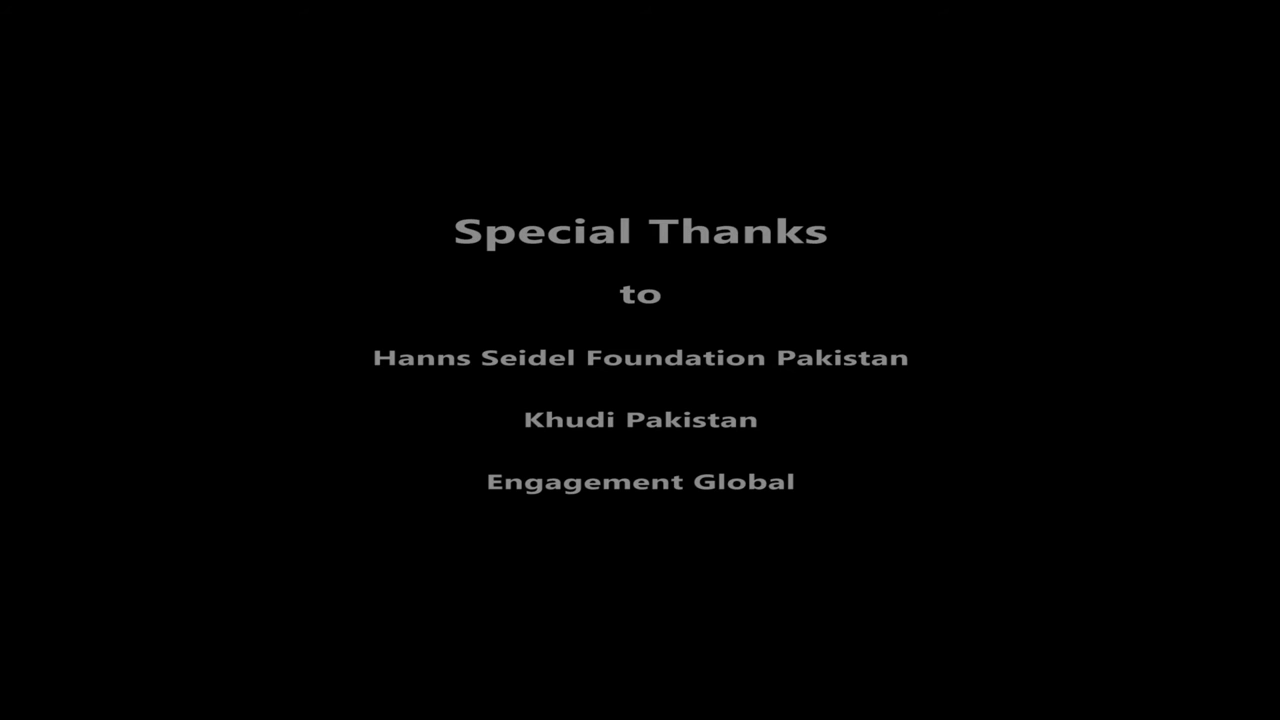 Special Thanks
to
Hanns Seidel Foundation Pakistan
Khudi Pakistan
Engagement Global